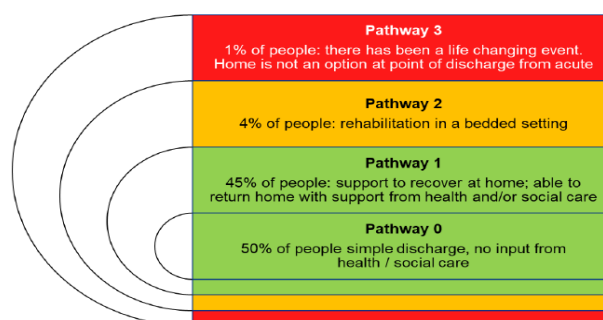 Pathway 3
1% of people: there has been a life changing event.
Home is not an option at point of discharge from acute
Pathway 2
4% of people: rehabilitation in a bedded setting
Pathway 1
45% of people: support to recover at home; able to
return home with support from health and/or social care
Pathway 0
50% of people simple discharge, no input from
health / social care